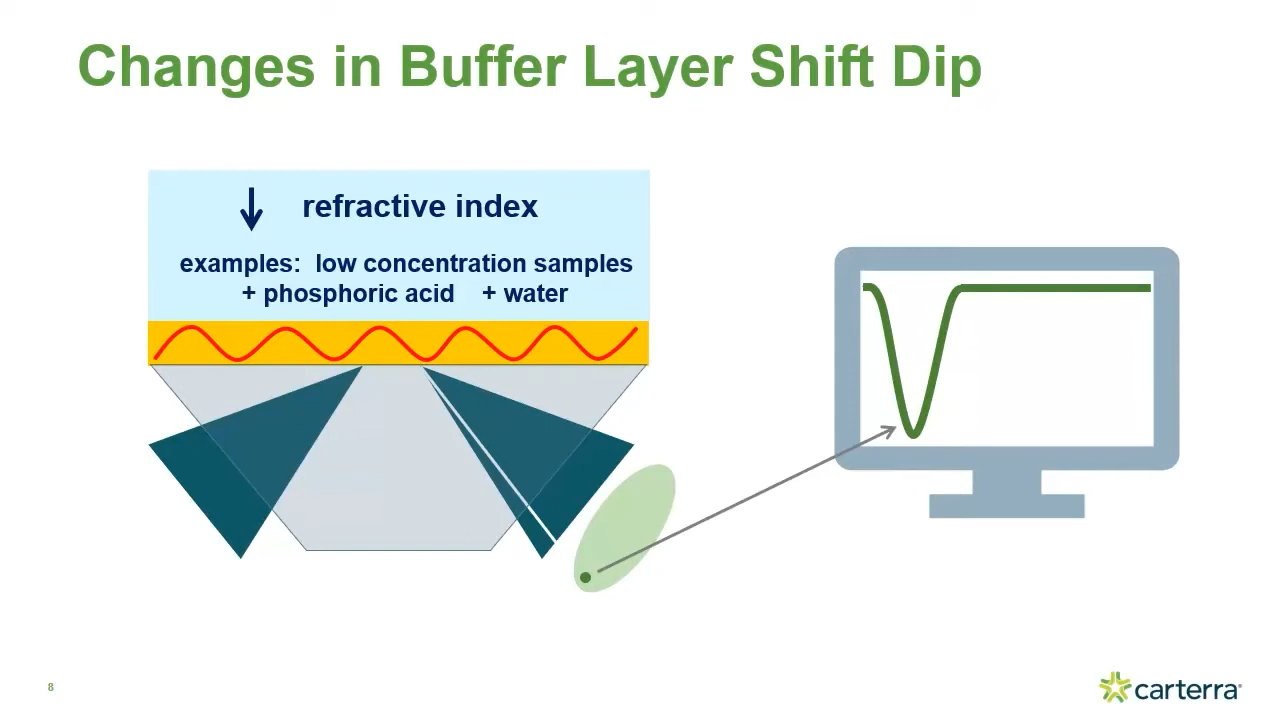 Changes in Buffer Layer Shift Dip
↓ refractive index
examples: low concentration samples
+ phosphoric acid + water
8
carterra®